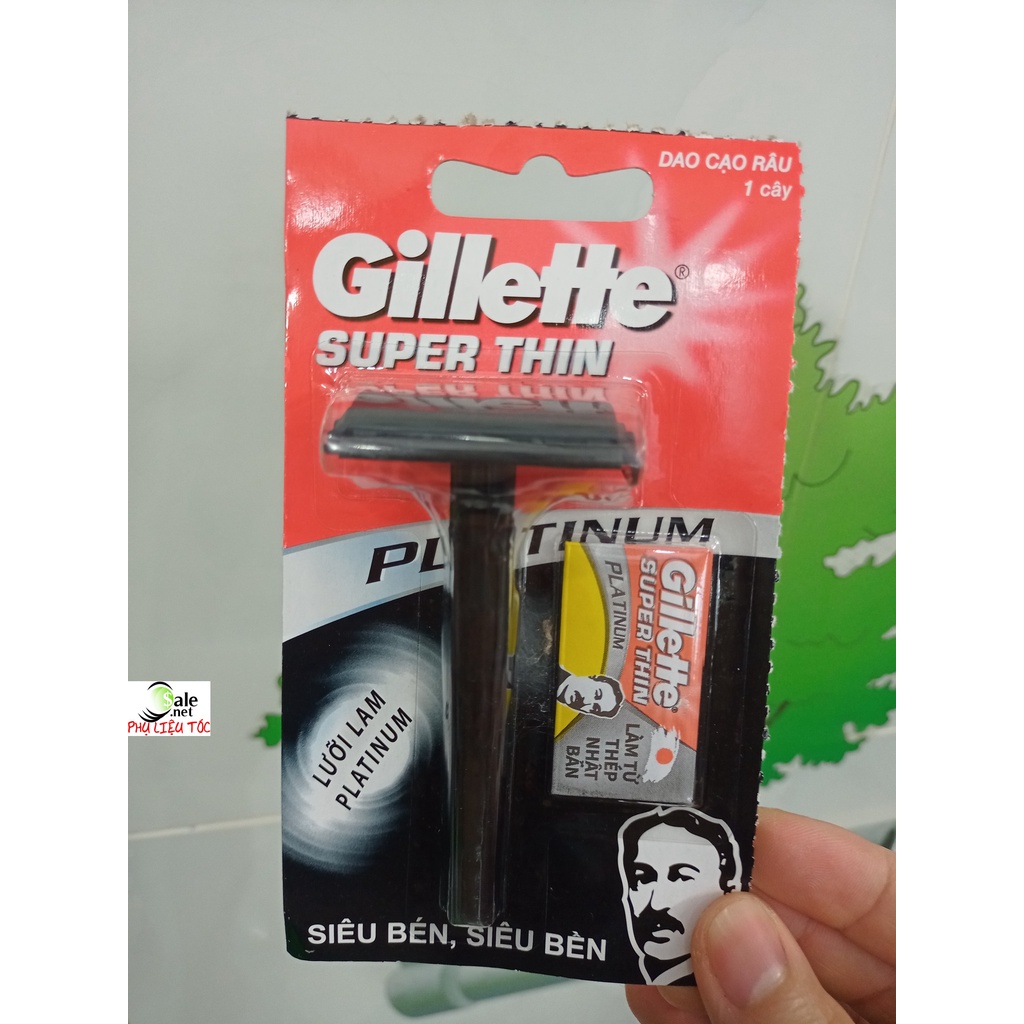 DAO CẠO RÂU
1 cây
Gillette®
SUPER THIN
PLATINUM
Gillette
SUPER THIN
PLATINUM
LÀM TỪ
THÉP
NHẬT
BẢN
LƯỠI LAM
PLATINUM
SIÊU BÉN, SIÊU BỀN
$ale
.net
PHỤ LIỆU TÓC